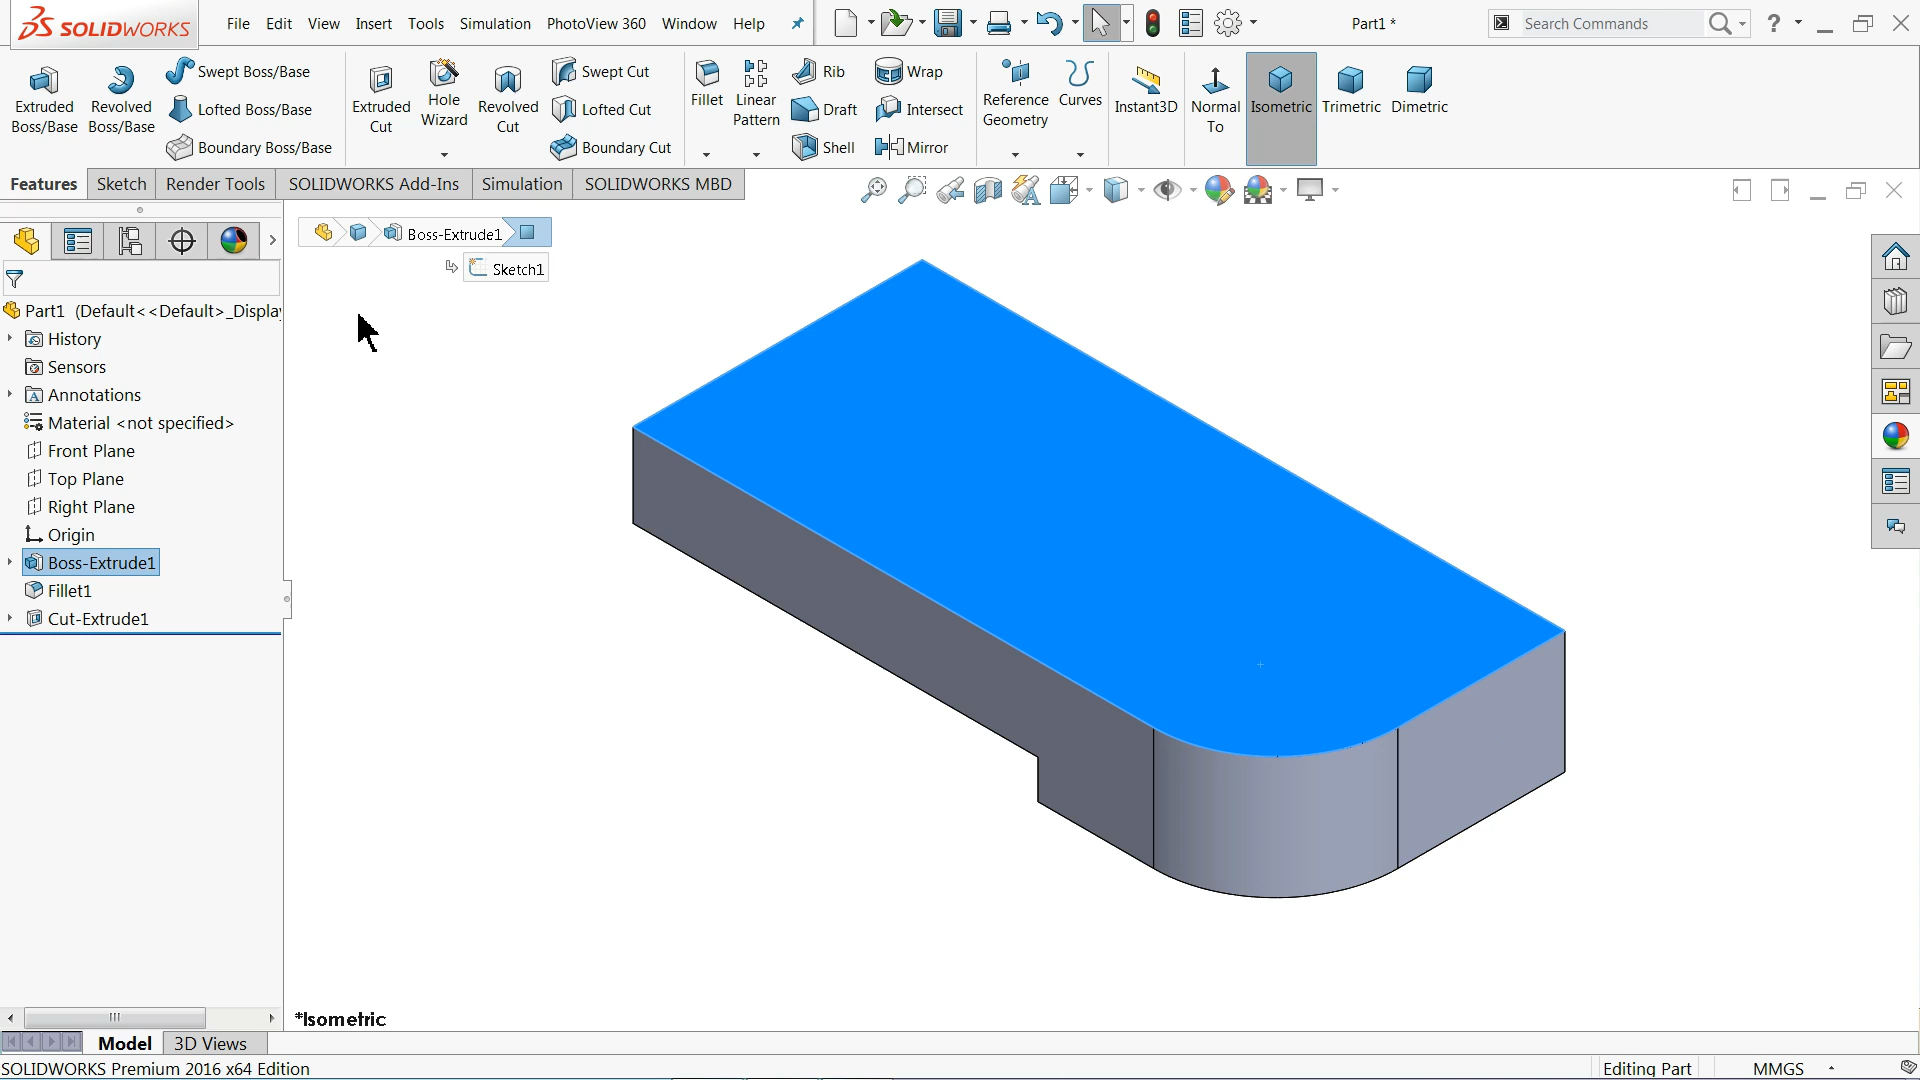 SOLIDWORKS
File Edit View Insert Tools Simulation PhotoView 360 Window Help
Part1 *
Search Commands
?
Extruded Boss/Base
Revolved Boss/Base
Swept Boss/Base
Lofted Boss/Base
Boundary Boss/Base
Extruded Cut
Hole Wizard
Revolved Cut
Swept Cut
Lofted Cut
Boundary Cut
Fillet
Linear Pattern
Rib
Draft
Shell
Wrap
Intersect
Mirror
Reference Geometry
Curves
Instant3D
Normal To
Isometric
Trimetric
Dimetric
Features Sketch Render Tools SOLIDWORKS Add-Ins Simulation SOLIDWORKS MBD
Boss-Extrude1
Sketch1
Part1 (Default<<Default>_Displa
History
Sensors
Annotations
Material <not specified>
Front Plane
Top Plane
Right Plane
Origin
Boss-Extrude1
Fillet1
Cut-Extrude1
*Isometric
Model 3D Views
SOLIDWORKS Premium 2016 x64 Edition
Editing Part MMGS